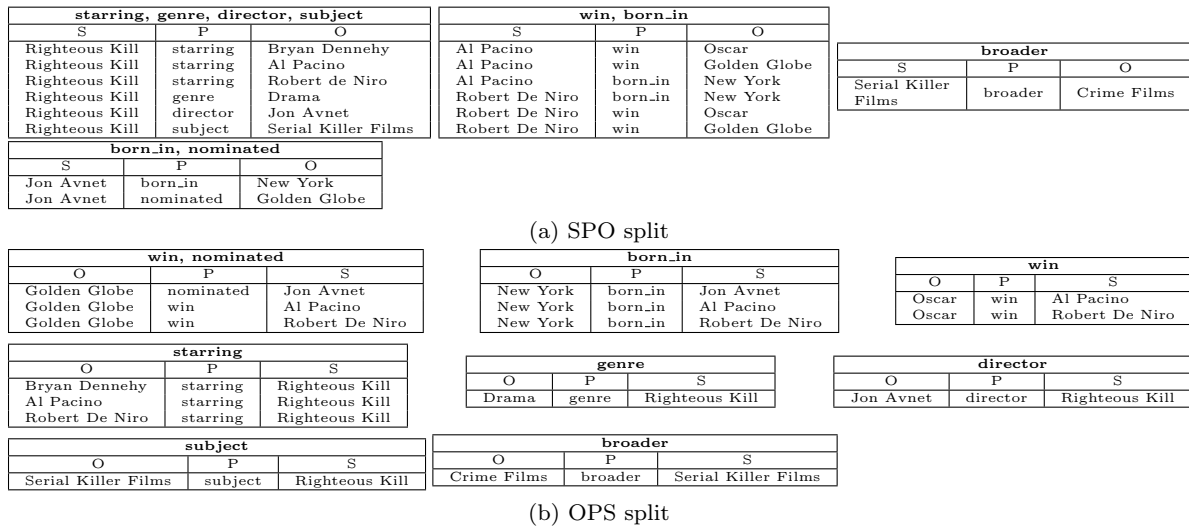 starring, genre, director, subject
S P O
Righteous Kill starring Bryan Dennehy
Righteous Kill starring Al Pacino
Righteous Kill starring Robert de Niro
Righteous Kill genre Drama
Righteous Kill director Jon Avnet
Righteous Kill subject Serial Killer Films
win, born_in
S P O
Al Pacino win Oscar
Al Pacino win Golden Globe
Al Pacino born_in New York
Robert De Niro born_in New York
Robert De Niro win Oscar
Robert De Niro win Golden Globe
broader
S P O
Serial Killer
Films broader Crime Films
born_in, nominated
S P O
Jon Avnet born_in New York
Jon Avnet nominated Golden Globe
(a) SPO split
win, nominated
O P S
Golden Globe nominated Jon Avnet
Golden Globe win Al Pacino
Golden Globe win Robert De Niro
born_in
O P S
New York born_in Jon Avnet
New York born_in Al Pacino
New York born_in Robert De Niro
win
O P S
Oscar win Al Pacino
Oscar win Robert De Niro
starring
O P S
Bryan Dennehy starring Righteous Kill
Al Pacino starring Righteous Kill
Robert De Niro starring Righteous Kill
genre
O P S
Drama genre Righteous Kill
director
O P S
Jon Avnet director Righteous Kill
subject
O P S
Serial Killer Films subject Righteous Kill
broader
O P S
Crime Films broader Serial Killer Films
(b) OPS split